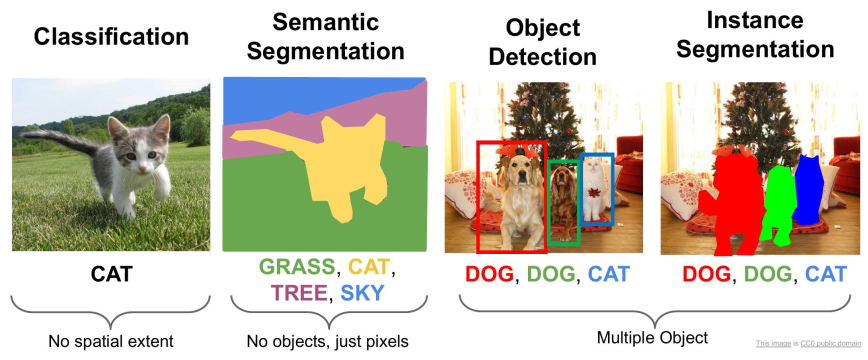 Classification
Semantic
Segmentation
Object
Detection
Instance
Segmentation
CAT
GRASS, CAT,
TREE, SKY
DOG, DOG, CAT
DOG, DOG, CAT
No spatial extent
No objects, just pixels
Multiple Object
This image is CC0 public domain